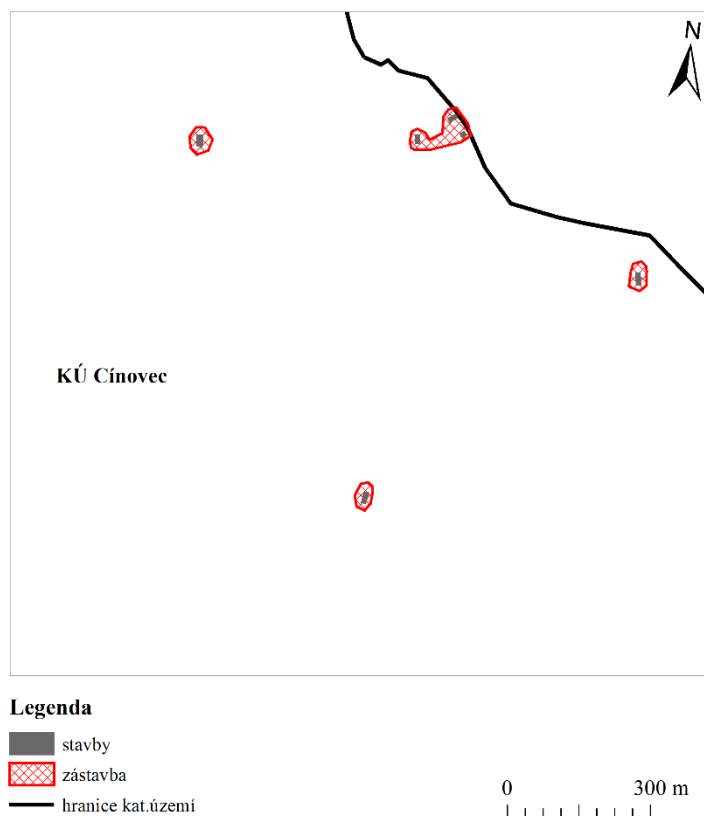 N
KÚ Cínovec
Legenda
stavby
zástavba
hranice kat.území
0 300 m